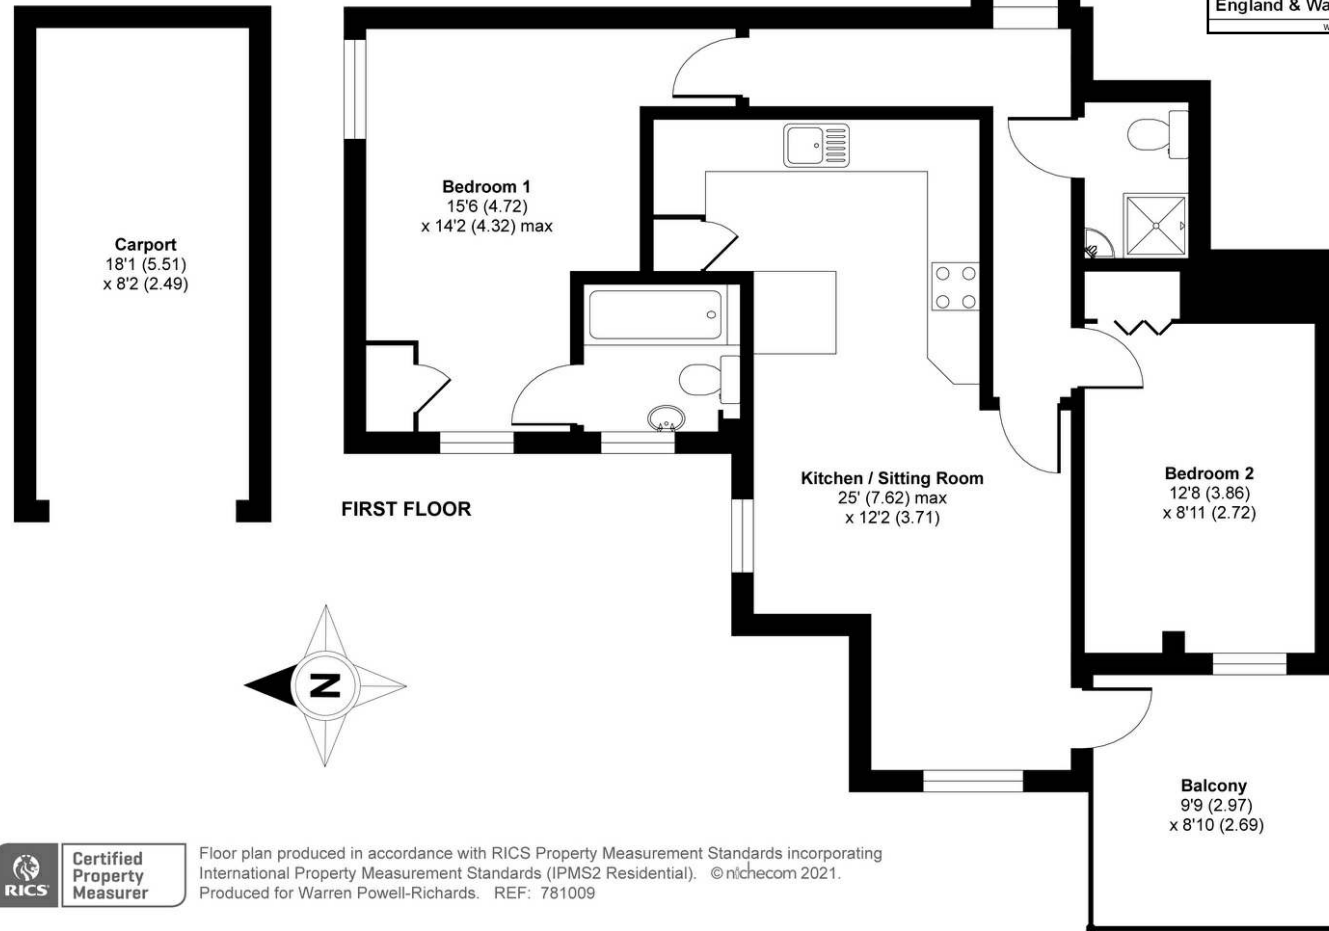 England & Wa
Bedroom 1
15'6 (4.72)
x 14'2 (4.32) max
Carport
18'1 (5.51)
x 8'2 (2.49)
Kitchen / Sitting Room
25' (7.62) max
x 12'2 (3.71)
Bedroom 2
12'8 (3.86)
x 8'11 (2.72)
FIRST FLOOR
N
Balcony
9'9 (2.97)
x 8'10 (2.69)
RICS
Certified
Property
Measurer
Floor plan produced in accordance with RICS Property Measurement Standards incorporating
International Property Measurement Standards (IPMS2 Residential). © nichecom 2021.
Produced for Warren Powell-Richards. REF: 781009